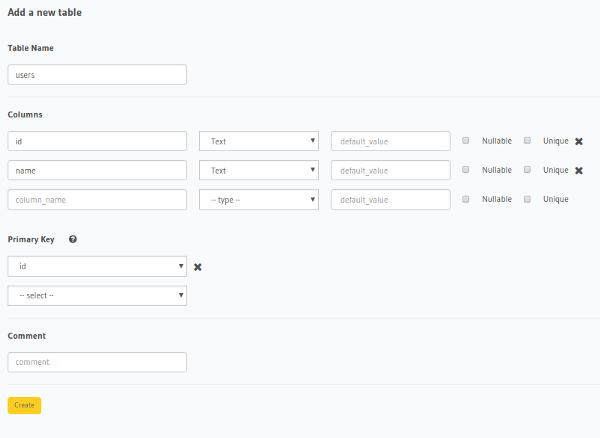 Add a new table
Table Name
users
Columns
id Text default_value Nullable Unique
name Text default_value Nullable Unique
column_name -- type -- default_value Nullable Unique
Primary Key
id
-- select --
Comment
comment
Create